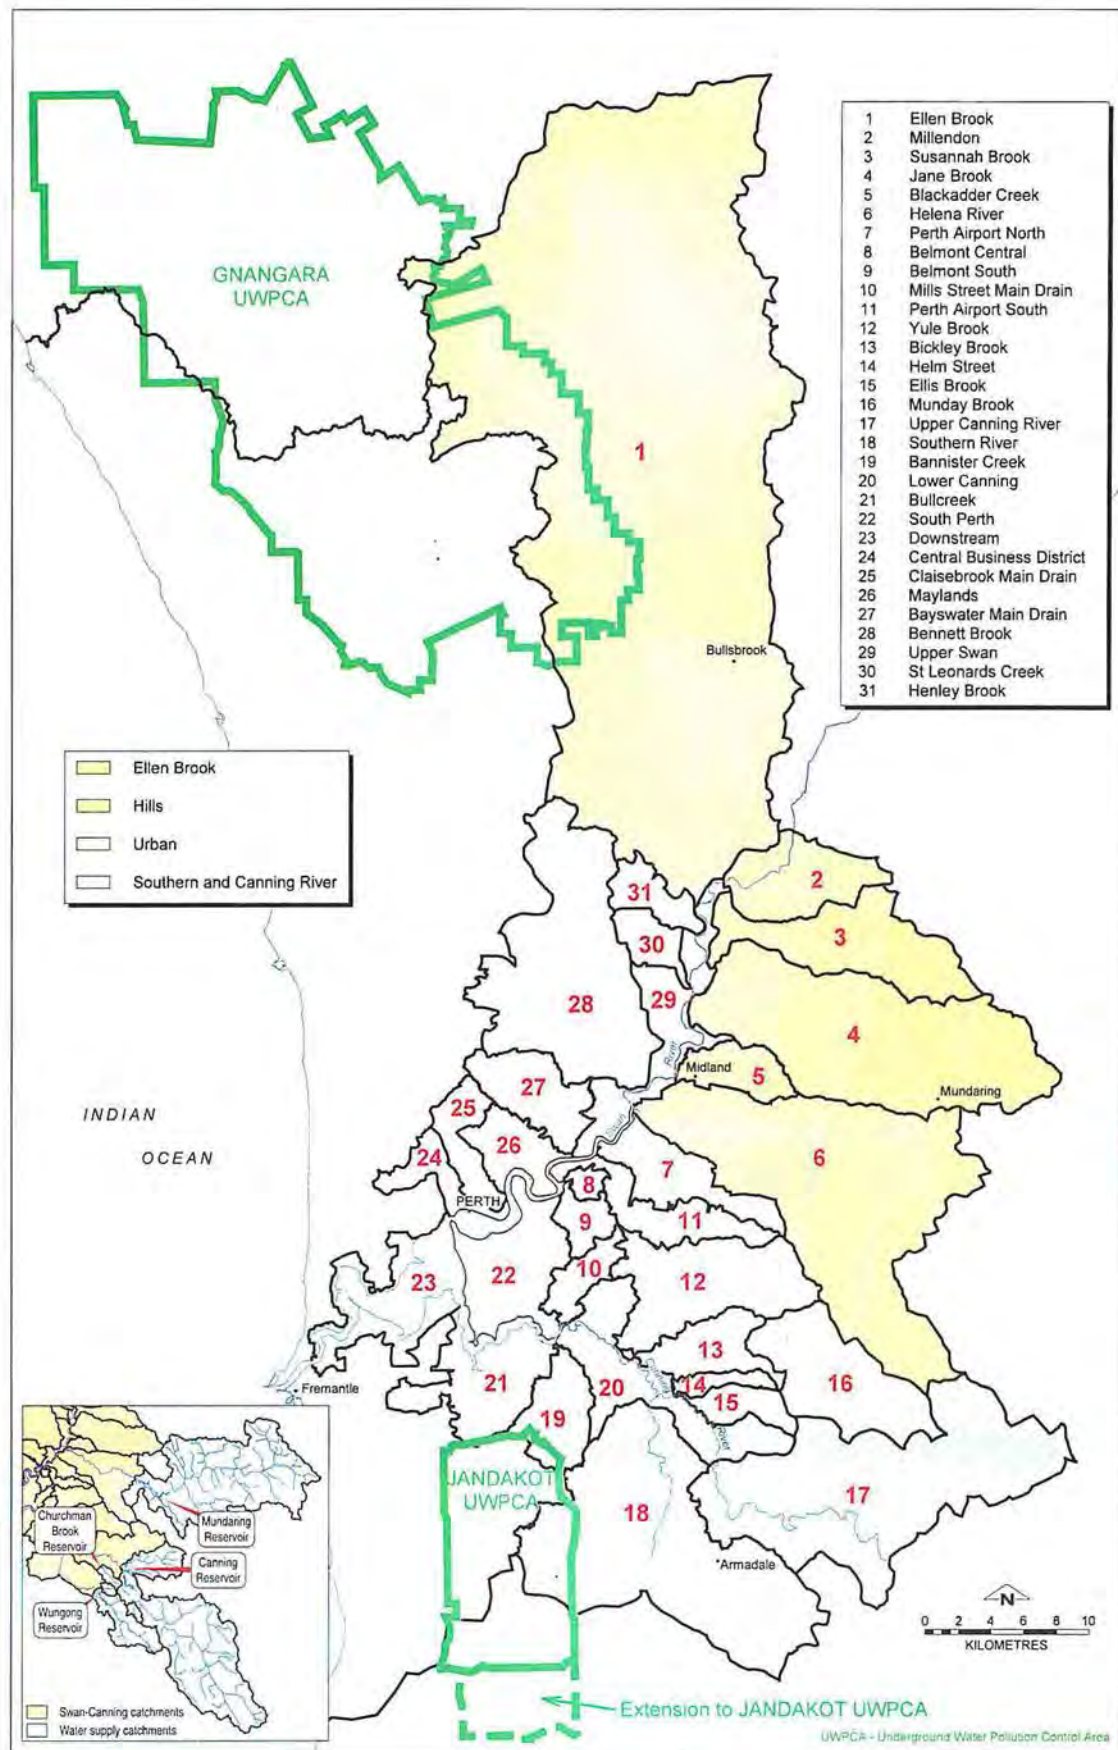 1 Ellen Brook
2 Millendon
3 Susannah Brook
4 Jane Brook
5 Blackadder Creek
6 Helena River
7 Perth Airport North
8 Belmont Central
9 Belmont South
10 Mills Street Main Drain
11 Perth Airport South
12 Yule Brook
13 Bickley Brook
14 Helm Street
15 Ellis Brook
16 Munday Brook
17 Upper Canning River
18 Southern River
19 Bannister Creek
20 Lower Canning
21 Bullcreek
22 South Perth
23 Downstream
24 Central Business District
25 Claisebrook Main Drain
26 Maylands
27 Bayswater Main Drain
28 Bennett Brook
29 Upper Swan
30 St Leonards Creek
31 Henley Brook
GNANGARA
UWPCA
1
Bullsbrook
Ellen Brook
Hills
Urban
Southern and Canning River
2
31
3
30
28
29
4
River
Midland
5
Mundaring
27
25
INDIAN
OCEAN
Swan
26
24
7
6
8
PERTH
9
11
23
22
10
12
13
Fremantle
21
20
14
16
15
19
Canning
River
JANDAKOT
UWPCA
18
17
Armadale
Churchman
Brook
Reservoir
Mundaring
Reservoir
Canning
Reservoir
Wungong
Reservoir
Swan-Canning catchments
Water supply catchments
N
0 2 4 6 8 10
KILOMETRES
Extension to JANDAKOT UWPCA
UWPCA - Underground Water Pollution Control Area